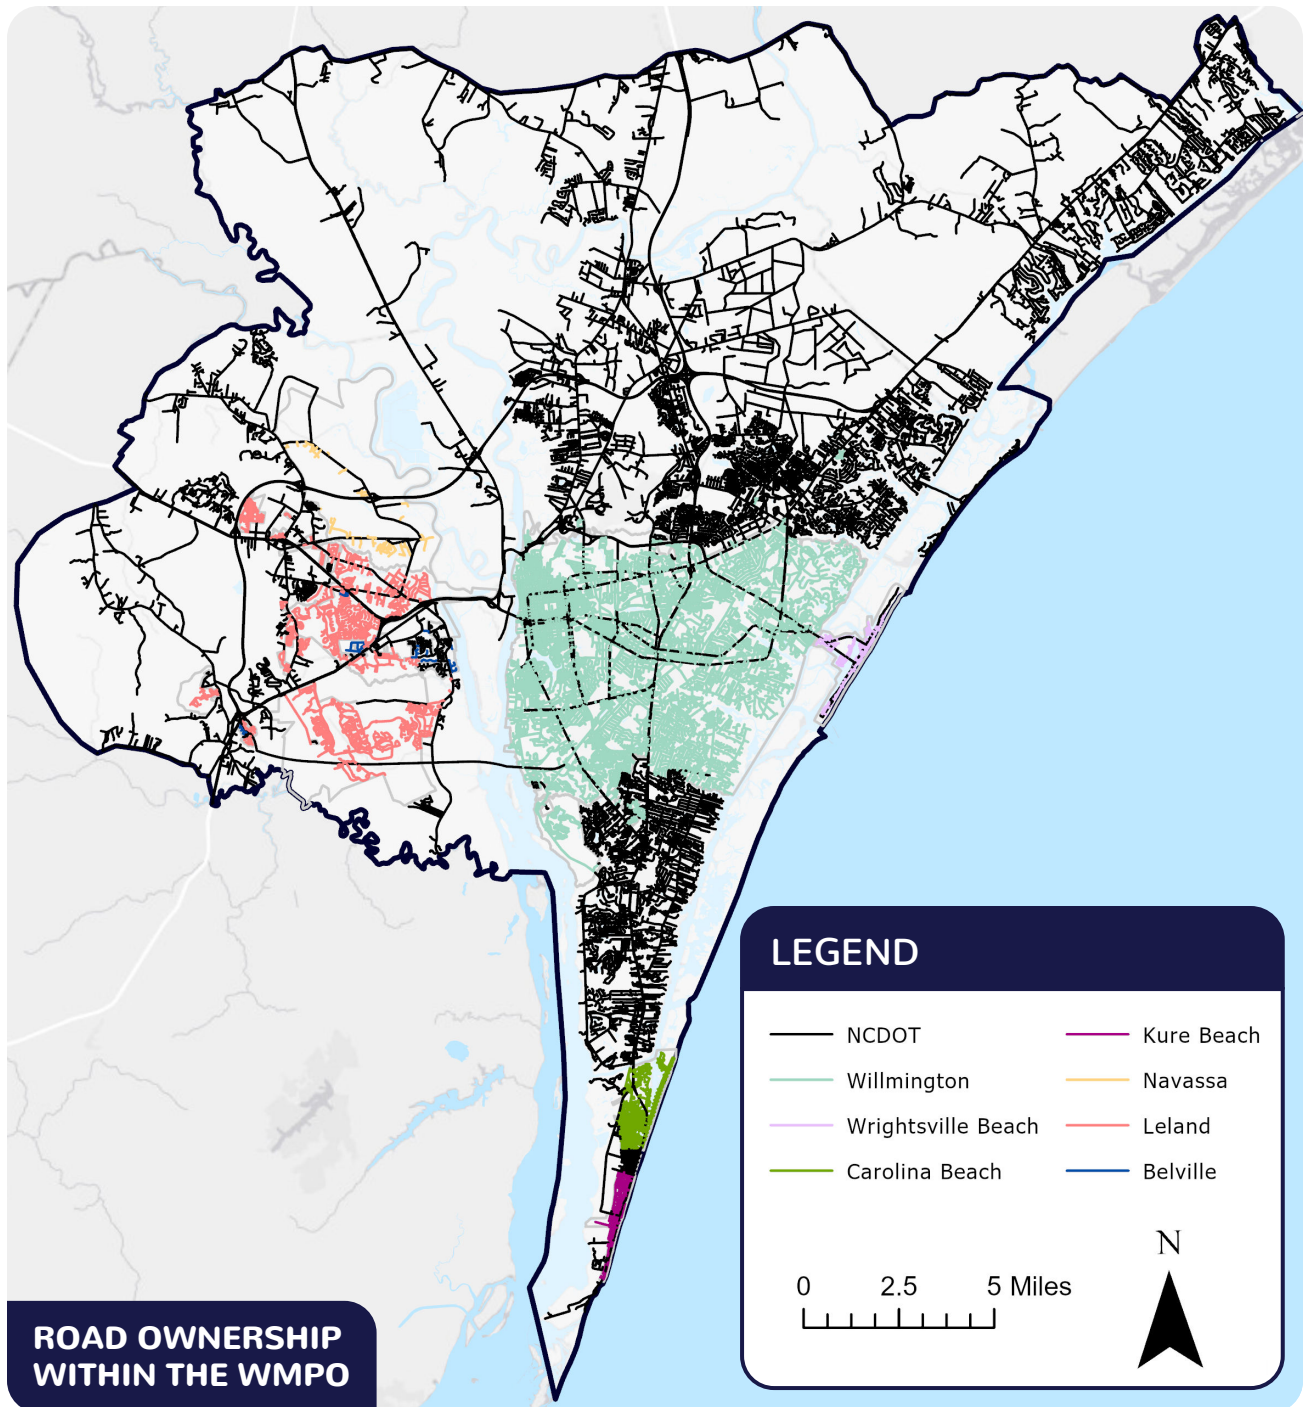 LEGEND
NCDOT
Willmington
Wrightsville Beach
Carolina Beach
Kure Beach
Navassa
Leland
Belville
N
0 2.5 5 Miles
ROAD OWNERSHIP
WITHIN THE WMPO